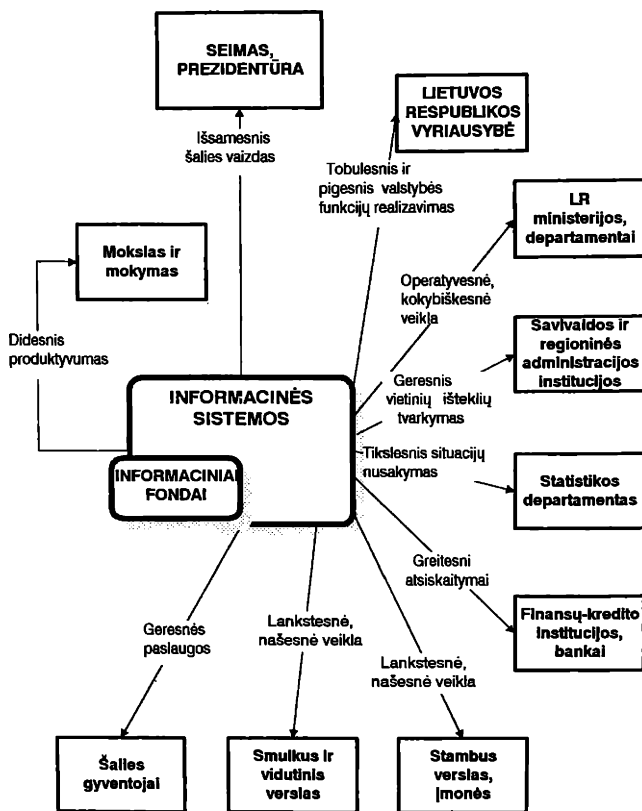 SEIMAS,
PREZIDENTŪRA
LIETUVOS
RESPUBLIKOS
VYRIAUSYBĖ
Išsamesnis
šalies vaizdas
Tobulesnis ir
pigesnis valstybės
funkcijų realizavimas
LR
ministerijos,
departamentai
Mokslas ir
mokymas
Operatyvesnė,
kokybiškesnė
veikla
Didesnis
produktyvumas
Savivaldos ir
regioninės
administracijos
institucijos
Geresnis
vietinių išteklių
tvarkymas
INFORMACINĖS
SISTEMOS
INFORMACINIAI
FONDAI
Tikslesnis situacijų
nusakymas
Statistikos
departamentas
Greitesni
atsiskaitymai
Finansų-kredito
institucijos,
bankai
Geresnės
paslaugos
Lankstesnė,
našesnė veikla
Lankstesnė,
našesnė veikla
Šalies
gyventojai
Smulkus ir
vidutinis
verslas
Stambus
verslas,
įmonės